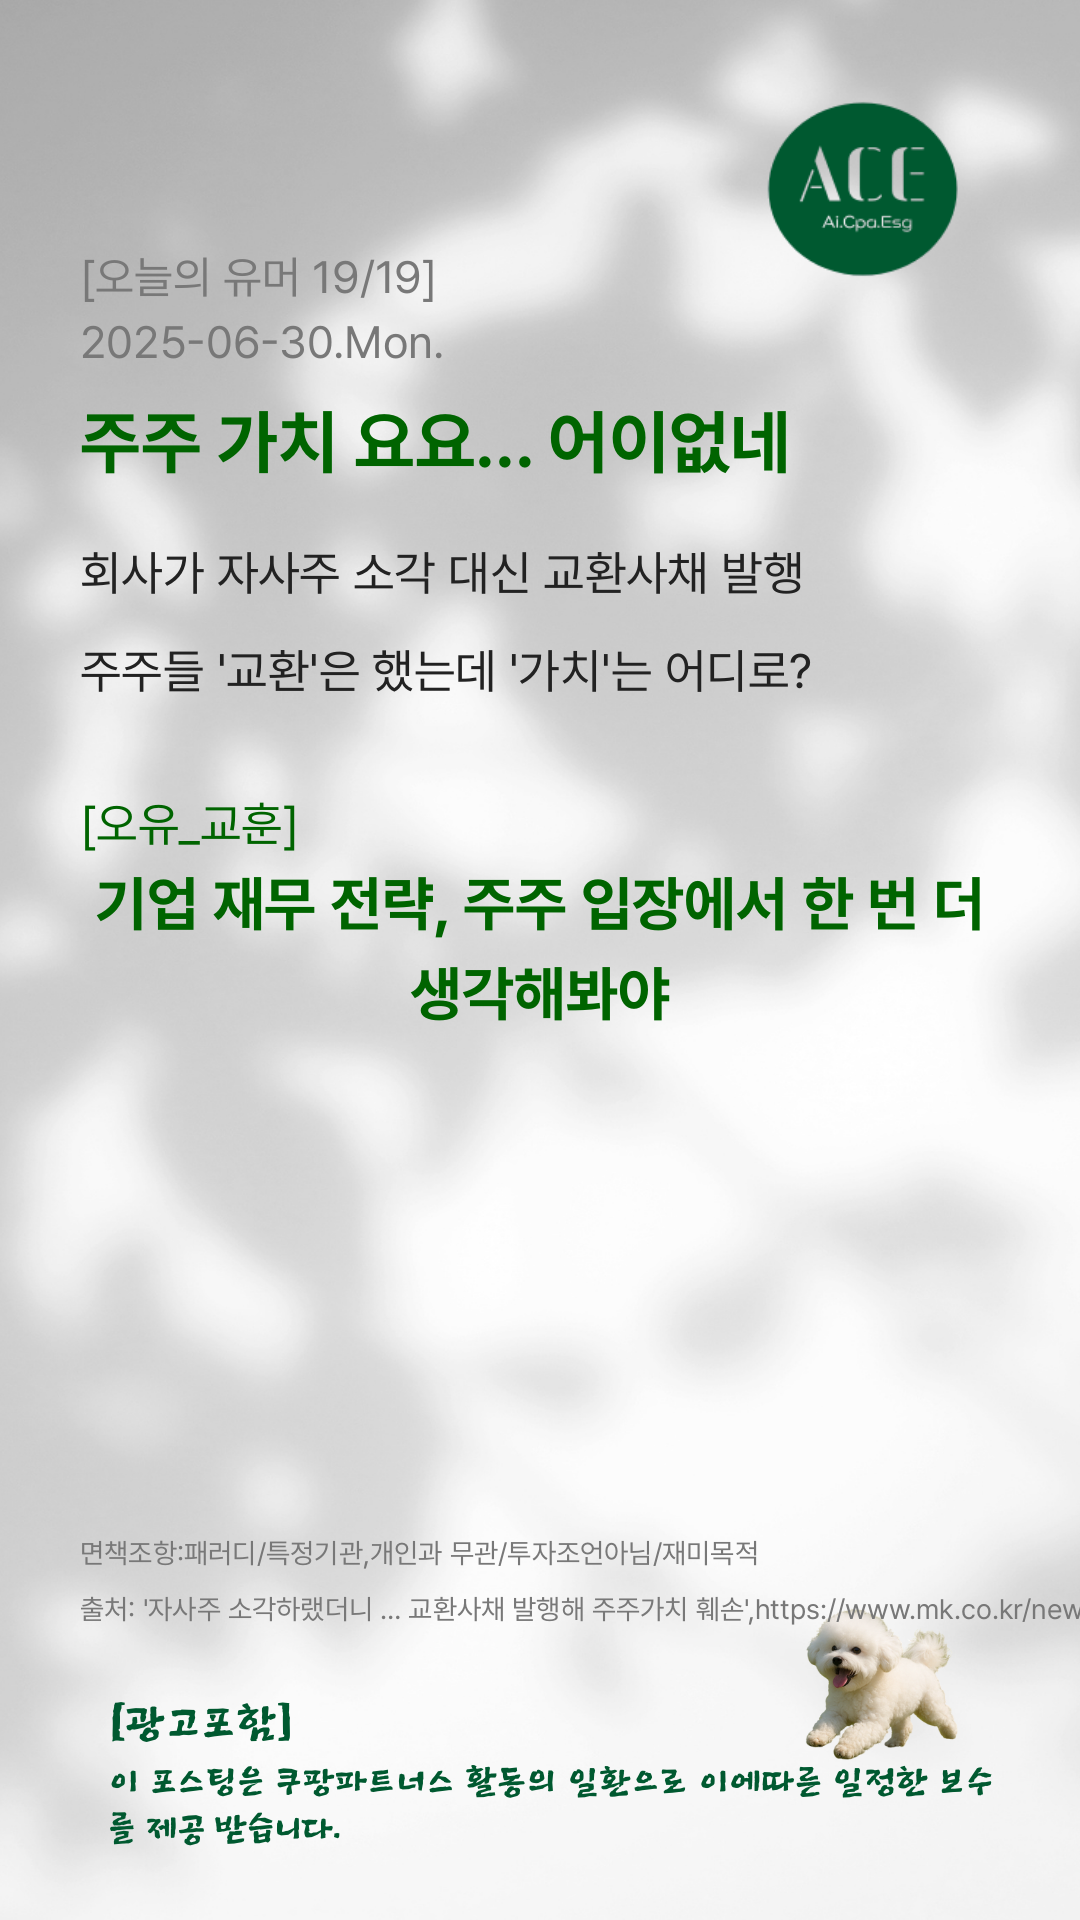 ACE
Ai.Cpa.Esg
[오늘의 유머 19/19]
2025-06-30.Mon.
주주 가치 요요... 어이없네
회사가 자사주 소각 대신 교환사채 발행
주주들 '교환'은 했는데 '가치'는 어디로?
[오유_교훈]
기업 재무 전략, 주주 입장에서 한 번 더
생각해봐야
면책조항:패러디/특정기관,개인과 무관/투자조언아님/재미목적
출처: '자사주 소각하랬더니 ... 교환사채 발행해 주주가치 훼손',https://www.mk.co.kr/new
[광고포함]
이 포스팅은 쿠팡파트너스 활동의 일환으로 이에따른 일정한 보수
를 제공 받습니다.